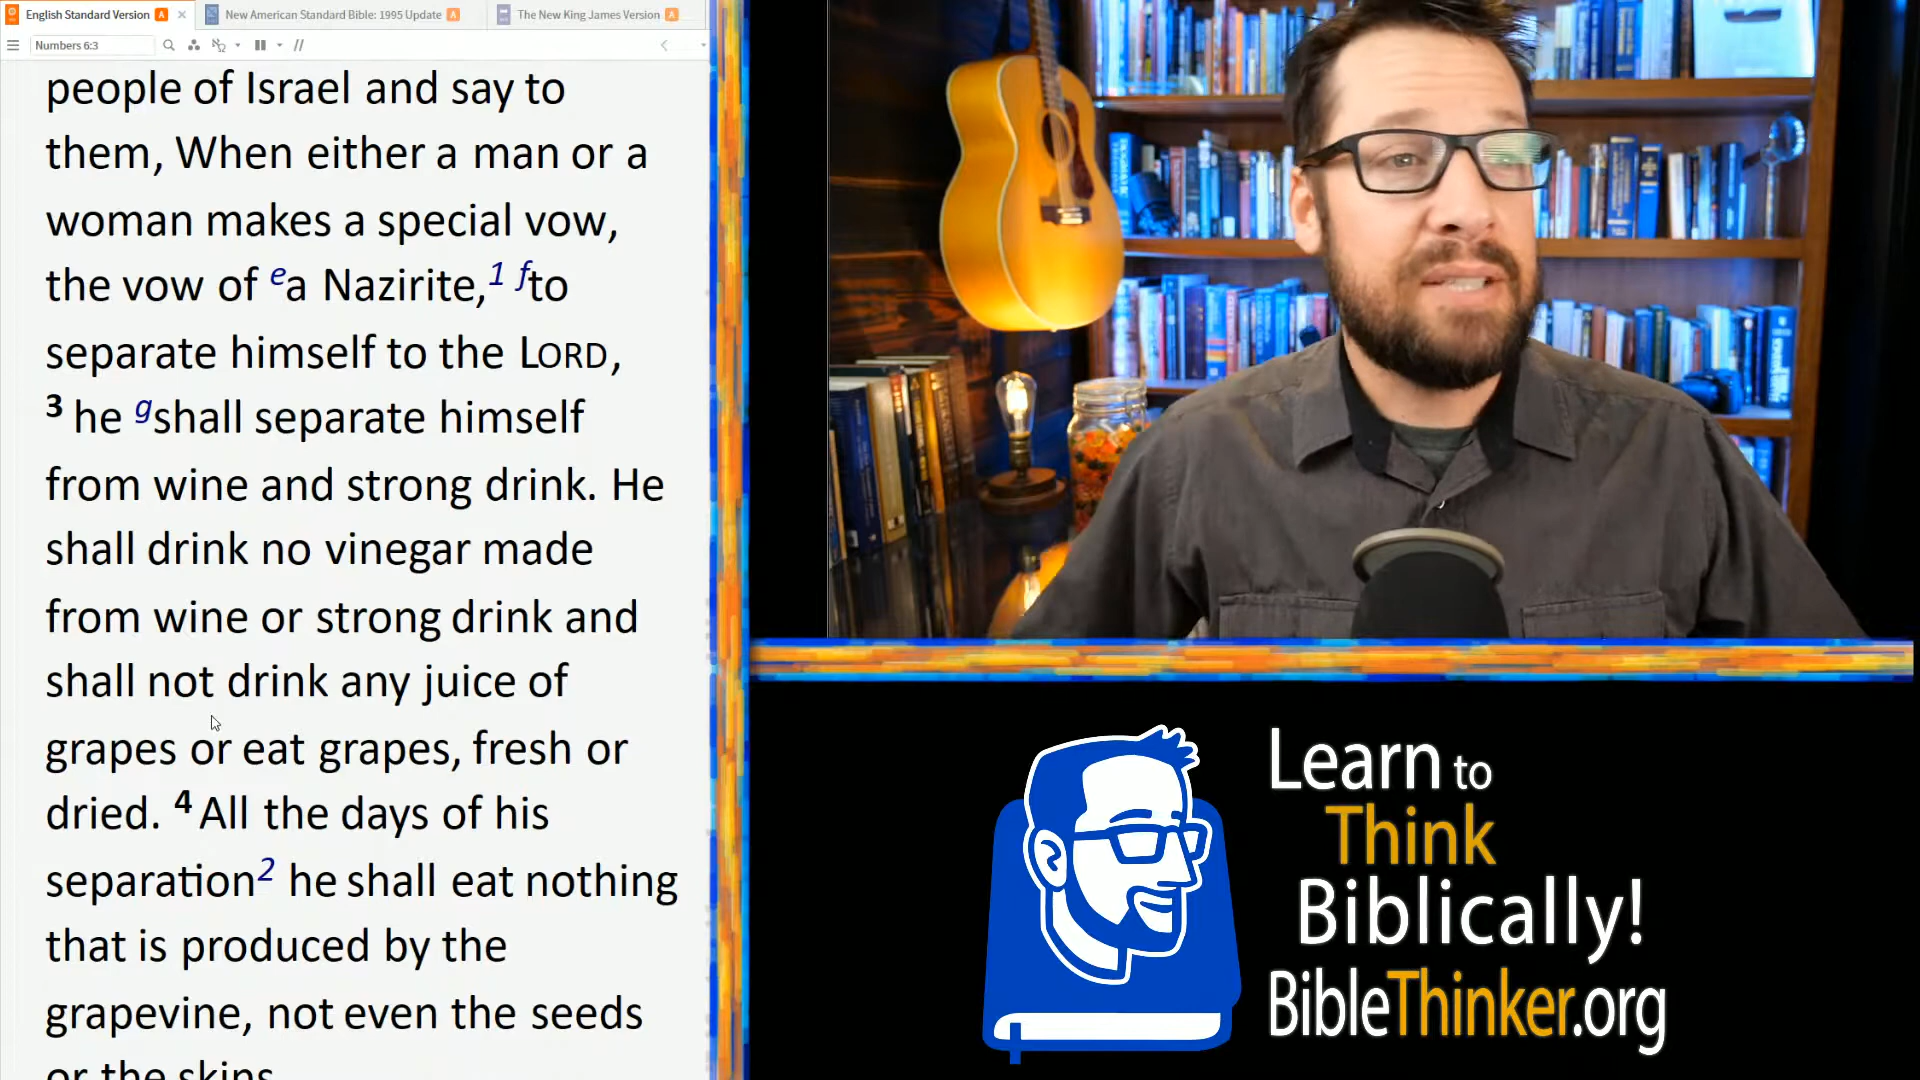 English Standard Version A
New American Standard Bible: 1995 Update A
The New King James Version A
Numbers 6:3
people of Israel and say to
them, When either a man or a
woman makes a special vow,
the vow of ea Nazirite,1 fto
separate himself to the LORD,
3 he gshall separate himself
from wine and strong drink. He
shall drink no vinegar made
from wine or strong drink and
shall not drink any juice of
grapes or eat grapes, fresh or
dried. 4 All the days of his
separation2 he shall eat nothing
that is produced by the
grapevine, not even the seeds
or the skins.
Learn to
Think
Biblically!
BibleThinker.org